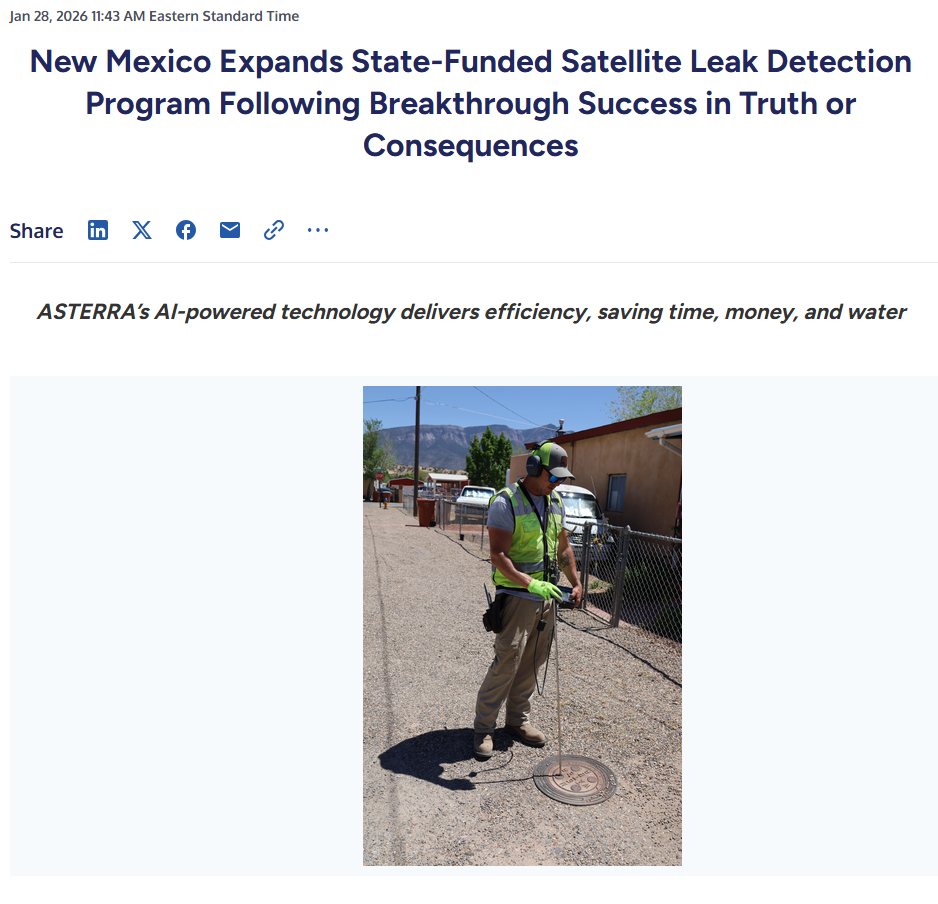 Jan 28, 2026 11:43 AM Eastern Standard Time
New Mexico Expands State-Funded Satellite Leak Detection
Program Following Breakthrough Success in Truth or
Consequences
Share
ASTERRA’s AI-powered technology delivers efficiency, saving time, money, and water